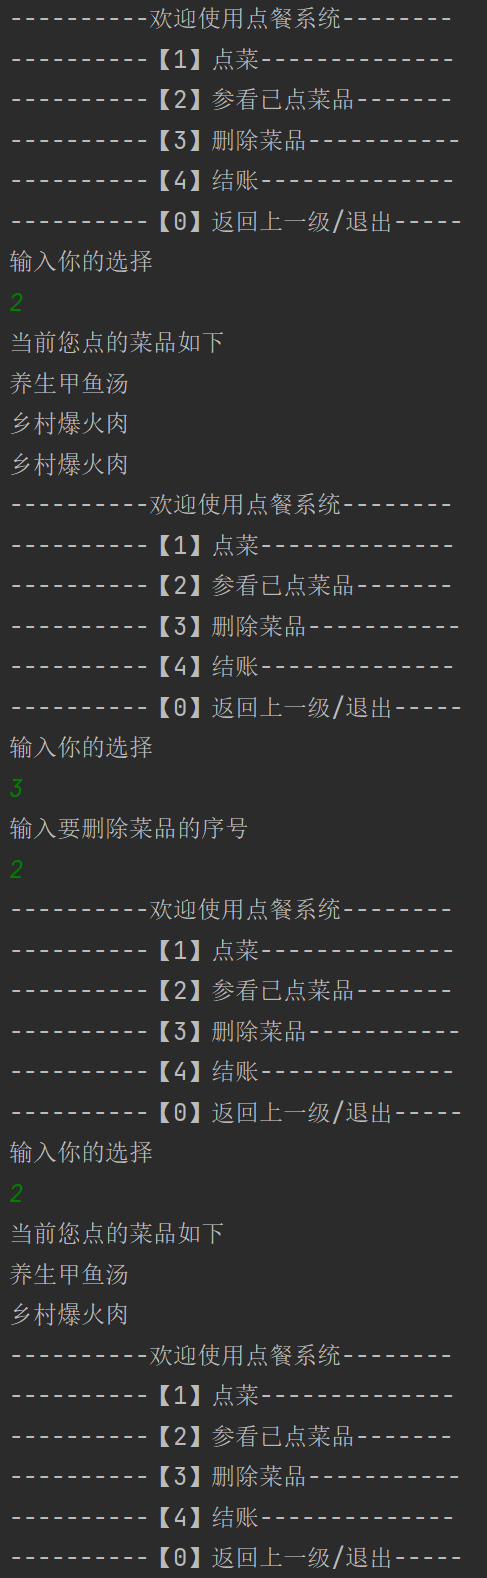 ----------欢迎使用点餐系统--------
----------【1】点菜--------------
----------【2】参看已点菜品-------
----------【3】删除菜品-----------
----------【4】结账--------------
----------【0】返回上一级/退出-----
输入你的选择
2
当前您点的菜品如下
养生甲鱼汤
乡村爆火肉
乡村爆火肉
----------欢迎使用点餐系统--------
----------【1】点菜--------------
----------【2】参看已点菜品-------
----------【3】删除菜品-----------
----------【4】结账--------------
----------【0】返回上一级/退出-----
输入你的选择
3
输入要删除菜品的序号
2
----------欢迎使用点餐系统--------
----------【1】点菜--------------
----------【2】参看已点菜品-------
----------【3】删除菜品-----------
----------【4】结账--------------
----------【0】返回上一级/退出-----
输入你的选择
2
当前您点的菜品如下
养生甲鱼汤
乡村爆火肉
----------欢迎使用点餐系统--------
----------【1】点菜--------------
----------【2】参看已点菜品-------
----------【3】删除菜品-----------
----------【4】结账--------------
----------【0】返回上一级/退出-----